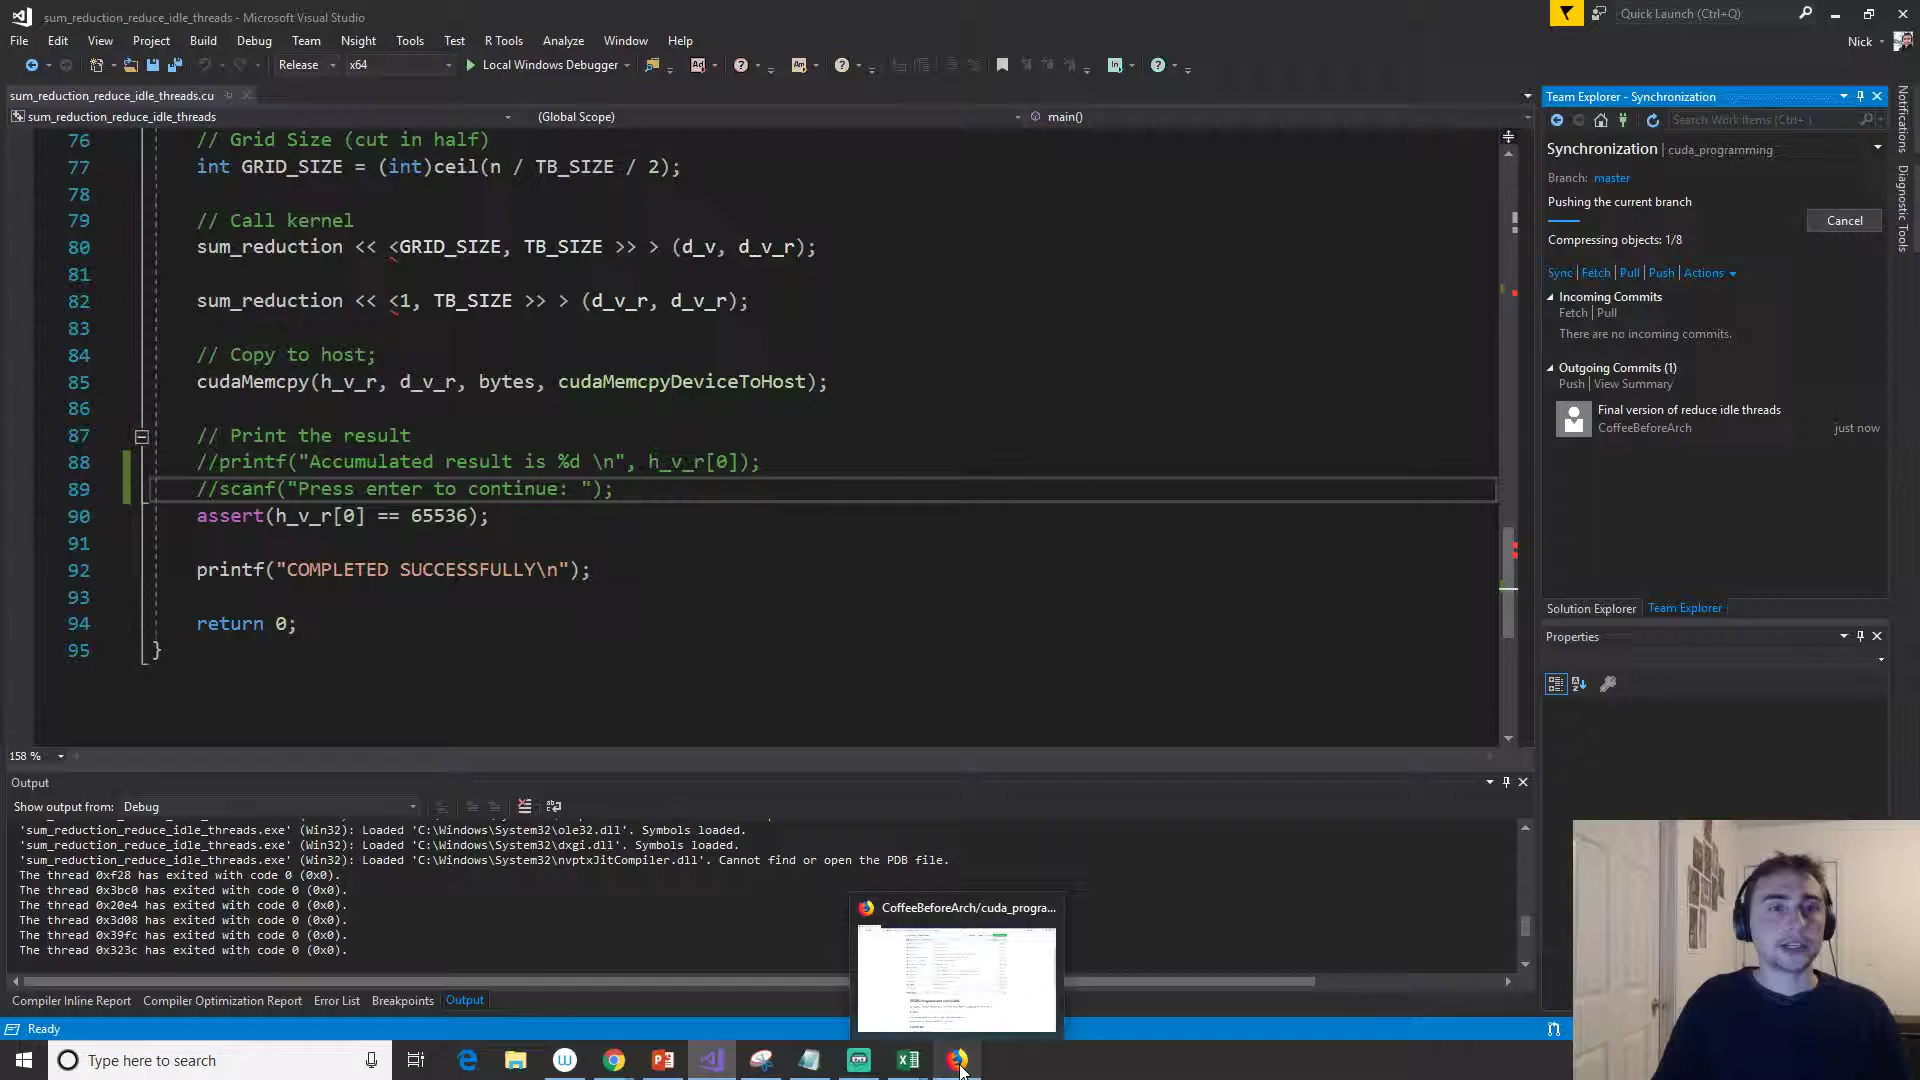 sum_reduction_reduce_idle_threads - Microsoft Visual Studio
Quick Launch (Ctrl+Q)
File Edit View Project Build Debug Team Nsight Tools Test R Tools Analyze Window Help
Nick
Release x64 Local Windows Debugger
sum_reduction_reduce_idle_threads.cu
sum_reduction_reduce_idle_threads (Global Scope) main()
76 // Grid Size (cut in half)
77 int GRID_SIZE = (int)ceil(n / TB_SIZE / 2);
78
79 // Call kernel
80 sum_reduction << <GRID_SIZE, TB_SIZE >> > (d_v, d_v_r);
81
82 sum_reduction << <1, TB_SIZE >> > (d_v_r, d_v_r);
83
84 // Copy to host;
85 cudaMemcpy(h_v_r, d_v_r, bytes, cudaMemcpyDeviceToHost);
86
87 // Print the result
88 //printf("Accumulated result is %d \n", h_v_r[0]);
89 //scanf("Press enter to continue: ");
90 assert(h_v_r[0] == 65536);
91
92 printf("COMPLETED SUCCESSFULLY\n");
93
94 return 0;
95 }
158 %
Team Explorer - Synchronization
Search Work Items (Ctrl+')
Synchronization | cuda_programming
Branch: master
Pushing the current branch
Cancel
Compressing objects: 1/8
Sync | Fetch | Pull | Push | Actions
Incoming Commits
Fetch | Pull
There are no incoming commits.
Outgoing Commits (1)
Push | View Summary
Final version of reduce idle threads
CoffeeBeforeArch just now
Solution Explorer Team Explorer
Properties
Notifications
Diagnostic Tools
Output
Show output from: Debug
'sum_reduction_reduce_idle_threads.exe' (Win32): Loaded 'C:\Windows\System32\ole32.dll'. Symbols loaded.
'sum_reduction_reduce_idle_threads.exe' (Win32): Loaded 'C:\Windows\System32\dxgi.dll'. Symbols loaded.
'sum_reduction_reduce_idle_threads.exe' (Win32): Loaded 'C:\Windows\System32\nvptxJitCompiler.dll'. Cannot find or open the PDB file.
The thread 0xf28 has exited with code 0 (0x0).
The thread 0x3bc0 has exited with code 0 (0x0).
The thread 0x20e4 has exited with code 0 (0x0).
The thread 0x3d08 has exited with code 0 (0x0).
The thread 0x39fc has exited with code 0 (0x0).
The thread 0x323c has exited with code 0 (0x0).
CoffeeBeforeArch/cuda_progra...
Compiler Inline Report Compiler Optimization Report Error List Breakpoints Output
Ready
Type here to search